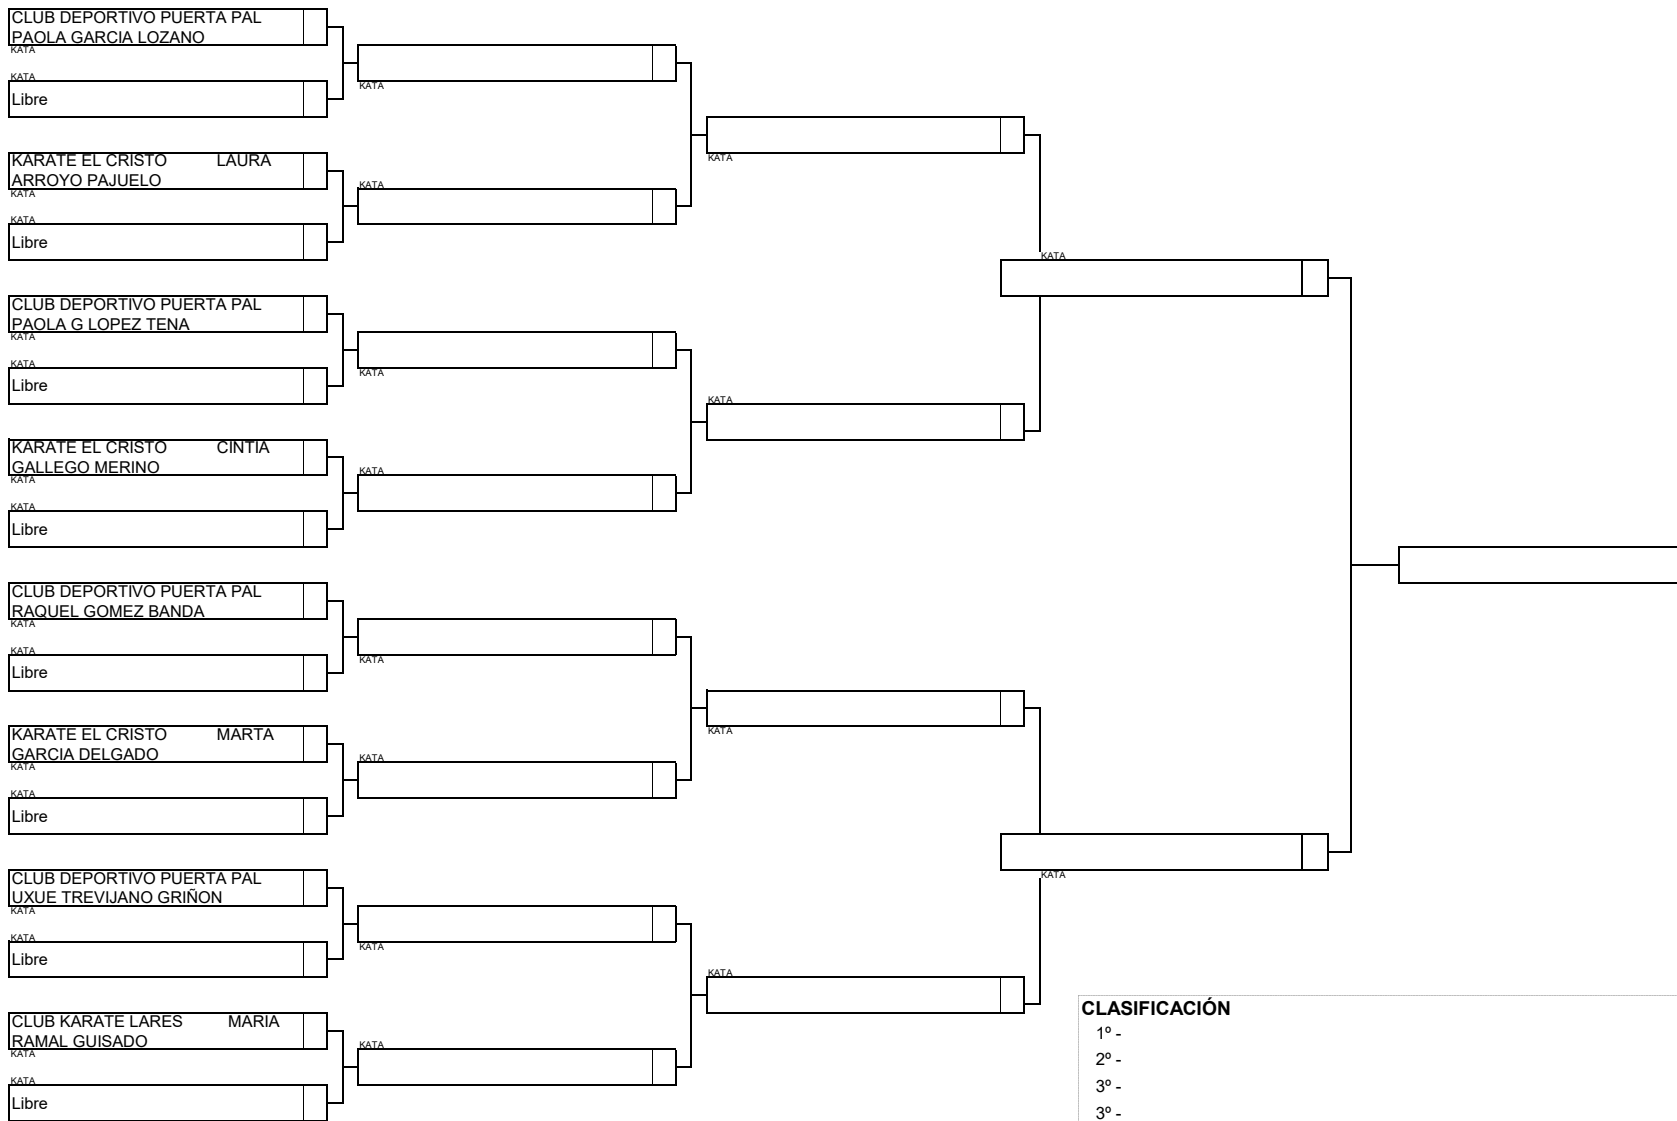 CLUB DEPORTIVO PUERTA PAL
PAOLA GARCIA LOZANO
KATA
KATA
Libre
KARATE EL CRISTO LAURA
ARROYO PAJUELO
KATA
KATA
Libre
CLUB DEPORTIVO PUERTA PAL
PAOLA G LOPEZ TENA
KATA
KATA
Libre
KARATE EL CRISTO CINTIA
GALLEGO MERINO
KATA
KATA
Libre
CLUB DEPORTIVO PUERTA PAL
RAQUEL GOMEZ BANDA
KATA
KATA
Libre
KARATE EL CRISTO MARTA
GARCIA DELGADO
KATA
KATA
Libre
CLUB DEPORTIVO PUERTA PAL
UXUE TREVIJANO GRIÑON
KATA
KATA
Libre
CLUB KARATE LARES MARIA
RAMAL GUISADO
KATA
KATA
Libre
KATA
KATA
KATA
KATA
KATA
KATA
KATA
KATA
KATA
KATA
KATA
KATA
KATA
KATA
CLASIFICACIÓN
1º -
2º -
3º -
3º -